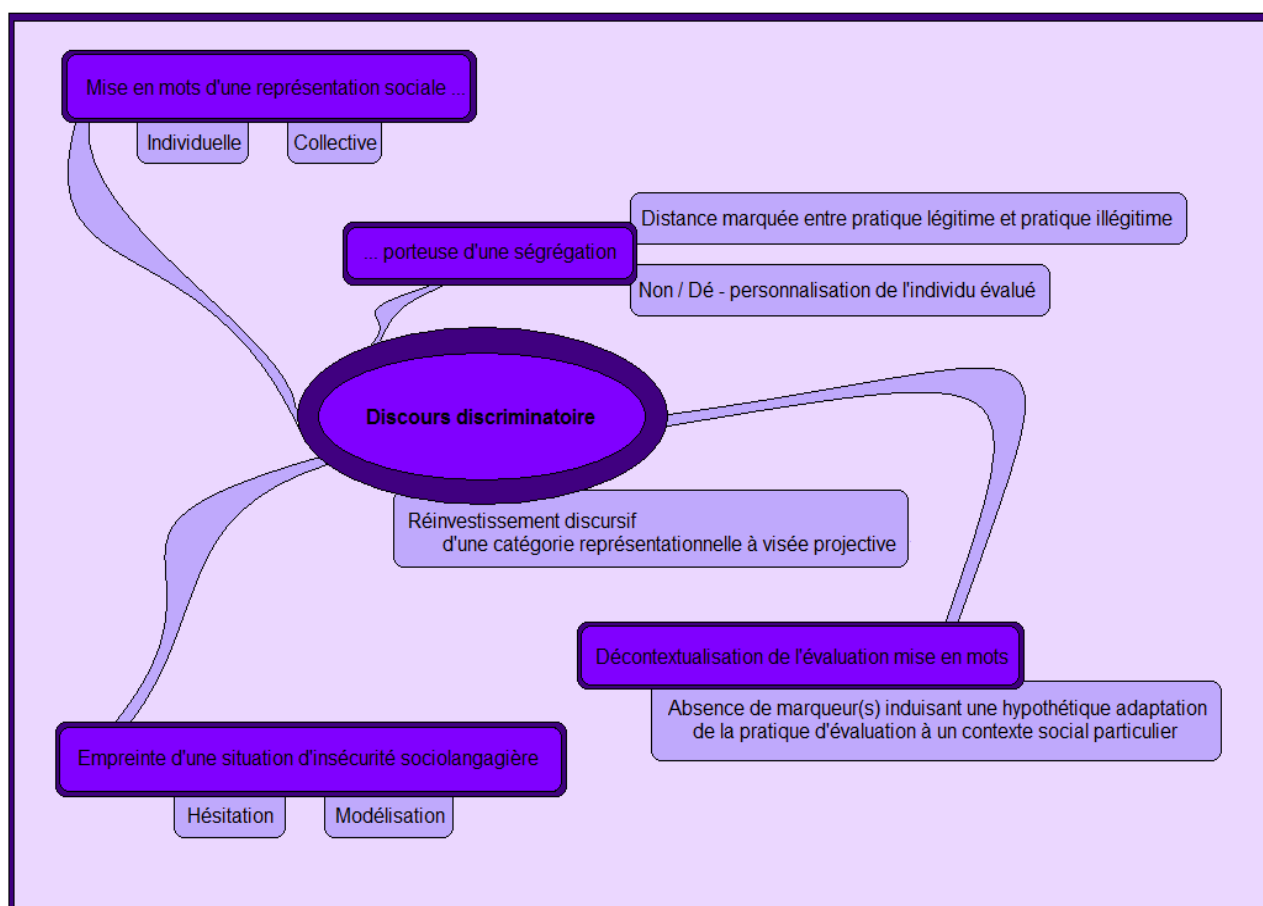 Mise en mots d'une représentation sociale ...
Individuelle
Collective
... porteuse d'une ségrégation
Distance marquée entre pratique légitime et pratique illégitime
Non / Dé - personnalisation de l'individu évalué
Discours discriminatoire
Réinvestissement discursif
d'une catégorie représentationnelle à visée projective
Décontextualisation de l'évaluation mise en mots
Absence de marqueur(s) induisant une hypothétique adaptation
de la pratique d'évaluation à un contexte social particulier
Empreinte d'une situation d'insécurité sociolangagière
Hésitation
Modélisation